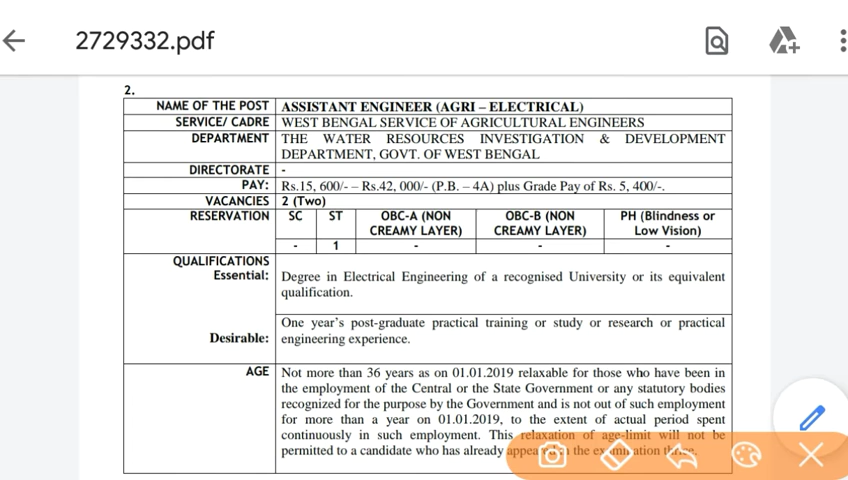 2729332.pdf
2.
NAME OF THE POST ASSISTANT ENGINEER (AGRI – ELECTRICAL)
SERVICE/ CADRE WEST BENGAL SERVICE OF AGRICULTURAL ENGINEERS
DEPARTMENT THE WATER RESOURCES INVESTIGATION & DEVELOPMENT
DEPARTMENT, GOVT. OF WEST BENGAL
DIRECTORATE -
PAY: Rs.15, 600/- – Rs.42, 000/- (P.B. – 4A) plus Grade Pay of Rs. 5, 400/-.
VACANCIES 2 (Two)
RESERVATION SC ST OBC-A (NON OBC-B (NON PH (Blindness or
CREAMY LAYER) CREAMY LAYER) Low Vision)
- 1 - - -
QUALIFICATIONS
Essential: Degree in Electrical Engineering of a recognised University or its equivalent
qualification.
One year's post-graduate practical training or study or research or practical
Desirable: engineering experience.
AGE Not more than 36 years as on 01.01.2019 relaxable for those who have been in
the employment of the Central or the State Government or any statutory bodies
recognized for the purpose by the Government and is not out of such employment
for more than a year on 01.01.2019, to the extent of actual period spent
continuously in such employment. This relaxation of age-limit will not be
permitted to a candidate who has already appeared in the examination thrice.